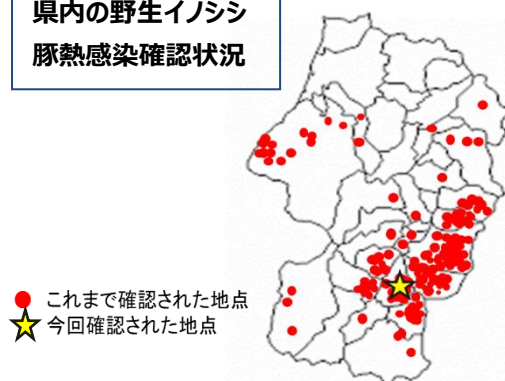 県内の野生イノシシ
豚熱感染確認状況
これまで確認された地点
今回確認された地点